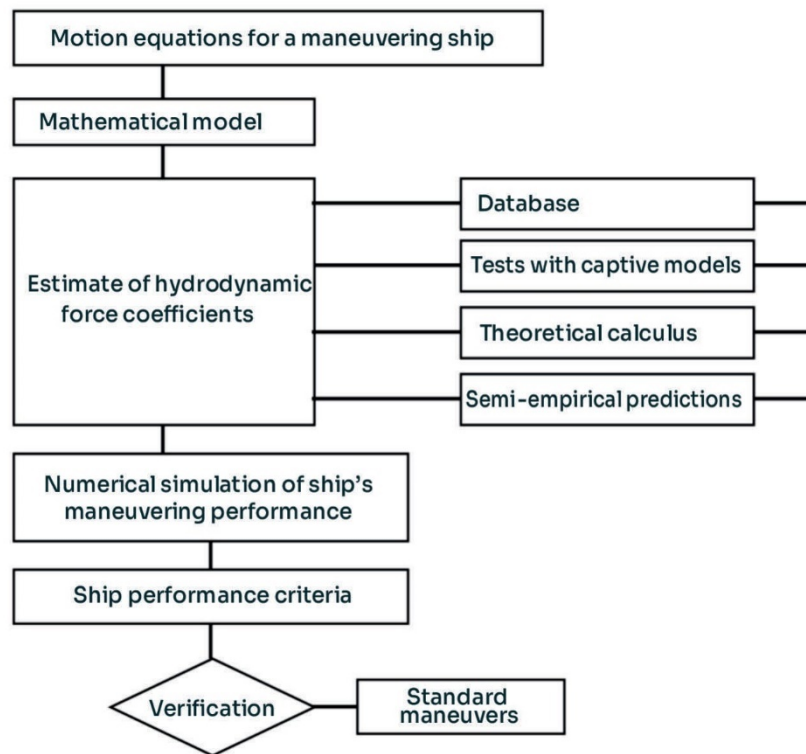 Motion equations for a maneuvering ship
Mathematical model
Estimate of hydrodynamic
force coefficients
Database
Tests with captive models
Theoretical calculus
Semi-empirical predictions
Numerical simulation of ship's
maneuvering performance
Ship performance criteria
Verification
Standard
maneuvers